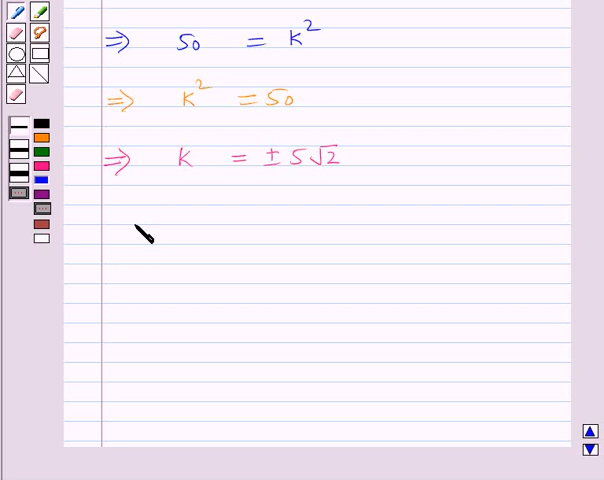 ⇒ 50 = K²
⇒ K² = 50
⇒ K = ± 5√2